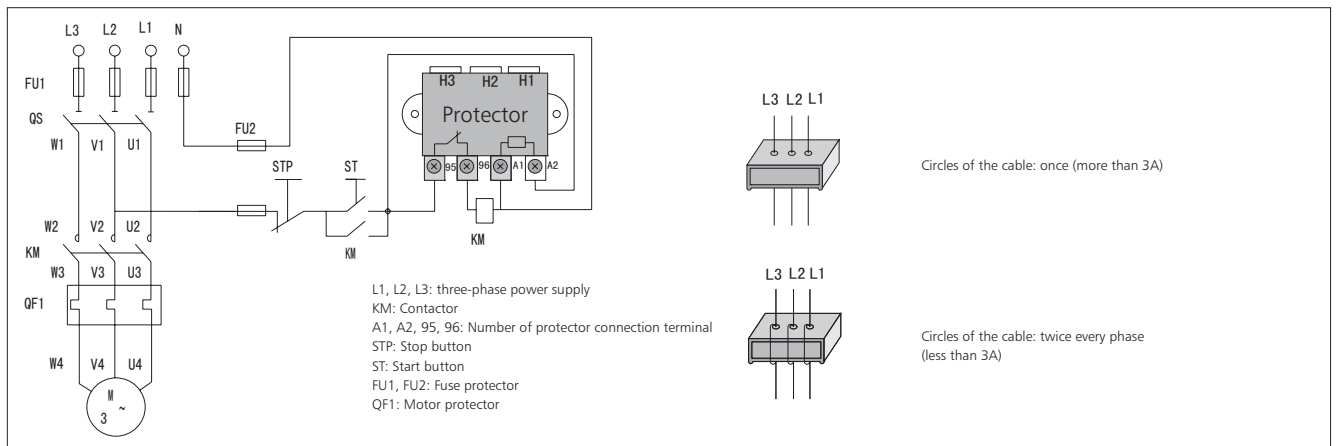 L3 L2 L1 N
FU1
H3 H2 H1
Protector
QS
FU2
W1 V1 U1
STP ST
95 96 A1 A2
W2 V2 U2
KM
KM
KM
W3 V3 U3
QF1
W4 V4 U4
M
3 ~
L1, L2, L3: three-phase power supply
KM: Contactor
A1, A2, 95, 96: Number of protector connection terminal
STP: Stop button
ST: Start button
FU1, FU2: Fuse protector
QF1: Motor protector
L3 L2 L1
Circles of the cable: once (more than 3A)
L3 L2 L1
Circles of the cable: twice every phase
(less than 3A)